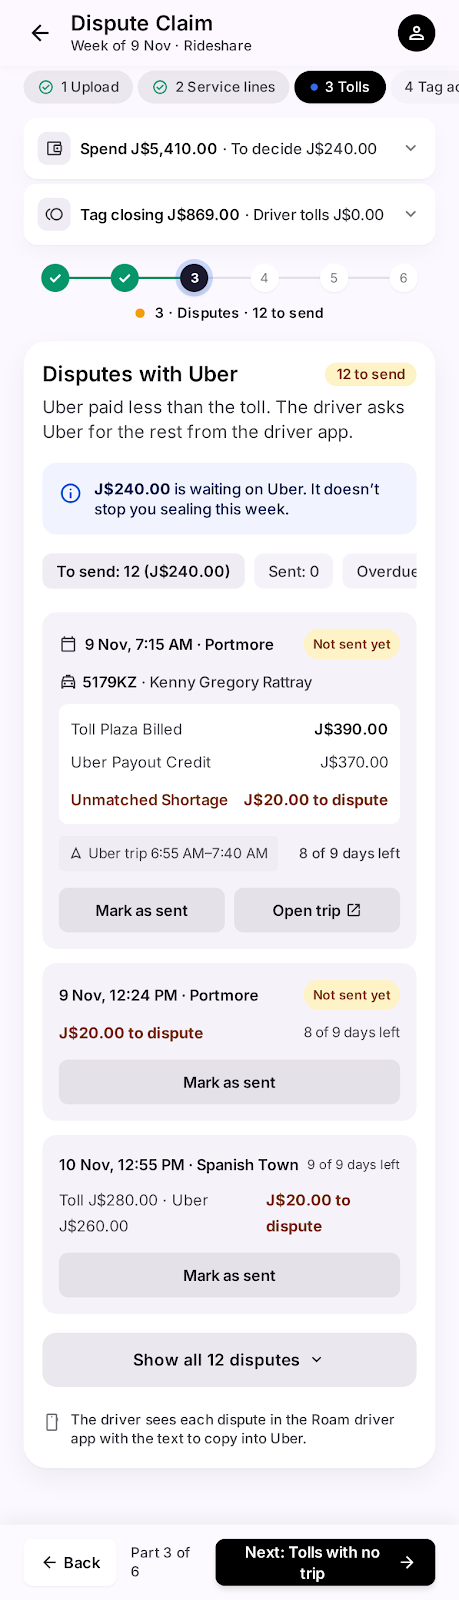 Dispute Claim
Week of 9 Nov · Rideshare
1 Upload
2 Service lines
3 Tolls
4 Tag
Spend J$5,410.00 · To decide J$240.00
Tag closing J$869.00 · Driver tolls J$0.00
3
4
5
6
3 · Disputes · 12 to send
Disputes with Uber
12 to send
Uber paid less than the toll. The driver asks
Uber for the rest from the driver app.
J$240.00 is waiting on Uber. It doesn't
stop you sealing this week.
To send: 12 (J$240.00)
Sent: 0
Overdue
9 Nov, 7:15 AM · Portmore
Not sent yet
5179KZ · Kenny Gregory Rattray
Toll Plaza Billed
J$390.00
Uber Payout Credit
J$370.00
Unmatched Shortage
J$20.00 to dispute
Uber trip 6:55 AM–7:40 AM
8 of 9 days left
Mark as sent
Open trip
9 Nov, 12:24 PM · Portmore
Not sent yet
J$20.00 to dispute
8 of 9 days left
Mark as sent
10 Nov, 12:55 PM · Spanish Town
9 of 9 days left
Toll J$280.00 · Uber
J$260.00
J$20.00 to
dispute
Mark as sent
Show all 12 disputes
The driver sees each dispute in the Roam driver
app with the text to copy into Uber.
Back
Part 3 of
6
Next: Tolls with no
trip